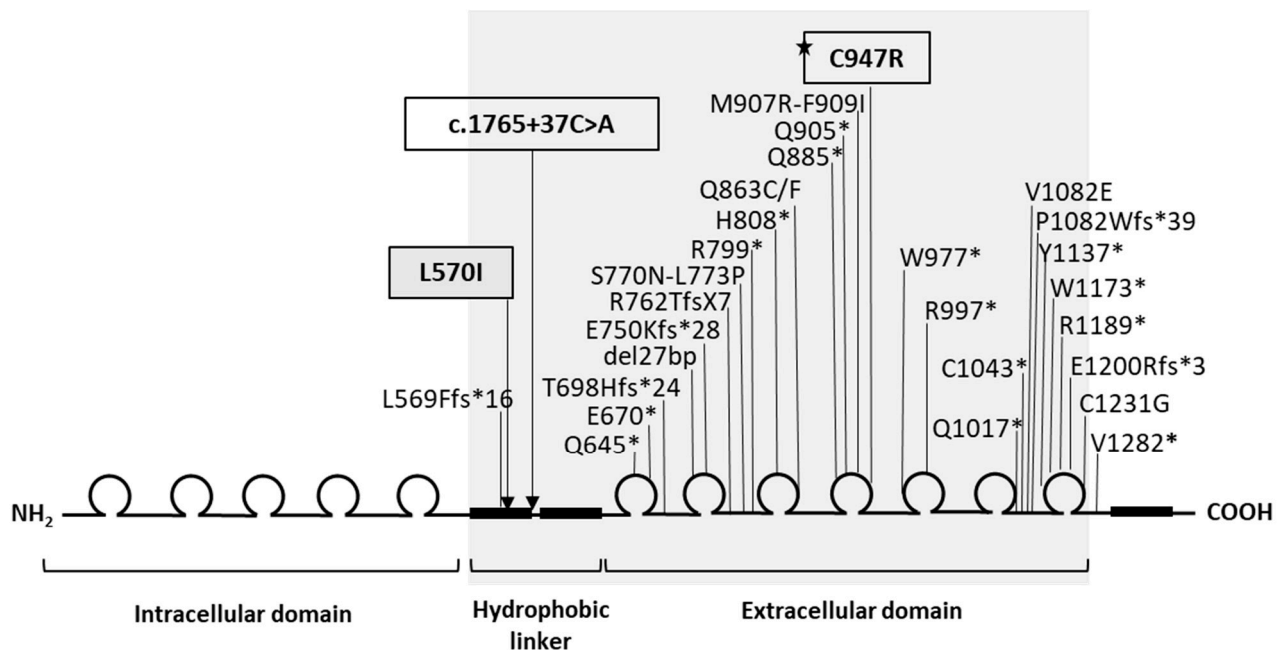 C947R
M907R-F909I
c.1765+37C>A
Q905*
Q885*
Q863C/F
V1082E
H808*
P1082Wfs*39
R799*
Y1137*
W977*
L570I
S770N-L773P
W1173*
R762TfsX7
R997*
E750Kfs*28
R1189*
del27bp
C1043*
E1200Rfs*3
T698Hfs*24
L569Ffs*16
C1231G
E670*
Q1017*
Q645*
V1282*
NH2
COOH
Intracellular domain
Hydrophobic
linker
Extracellular domain